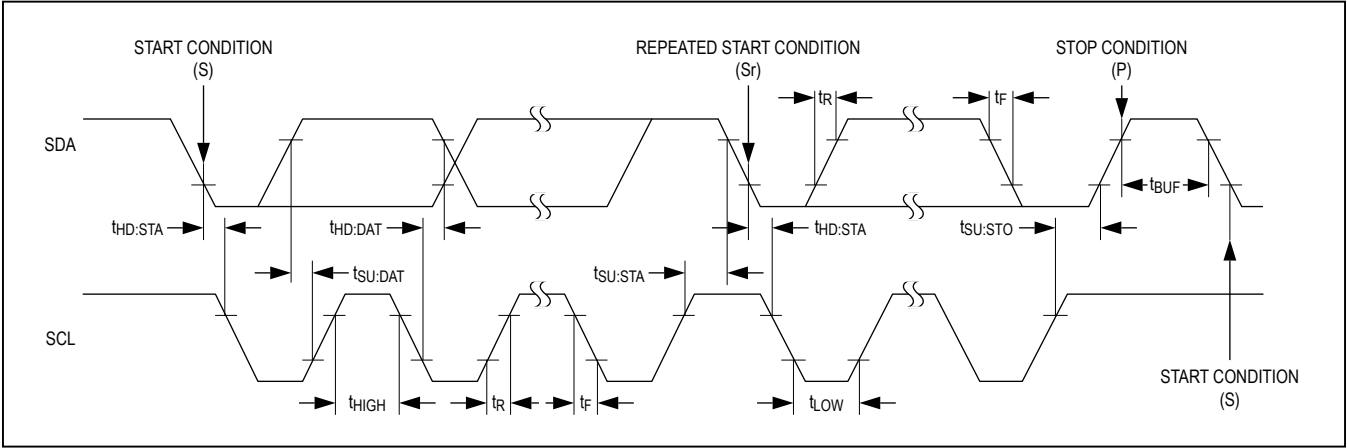 START CONDITION
(S)
REPEATED START CONDITION
(Sr)
STOP CONDITION
(P)
tR
tF
SDA
tBUF
tHD:STA
tHD:DAT
tHD:STA
tSU:STO
tSU:DAT
tSU:STA
SCL
tHIGH
tR
tF
tLOW
START CONDITION
(S)